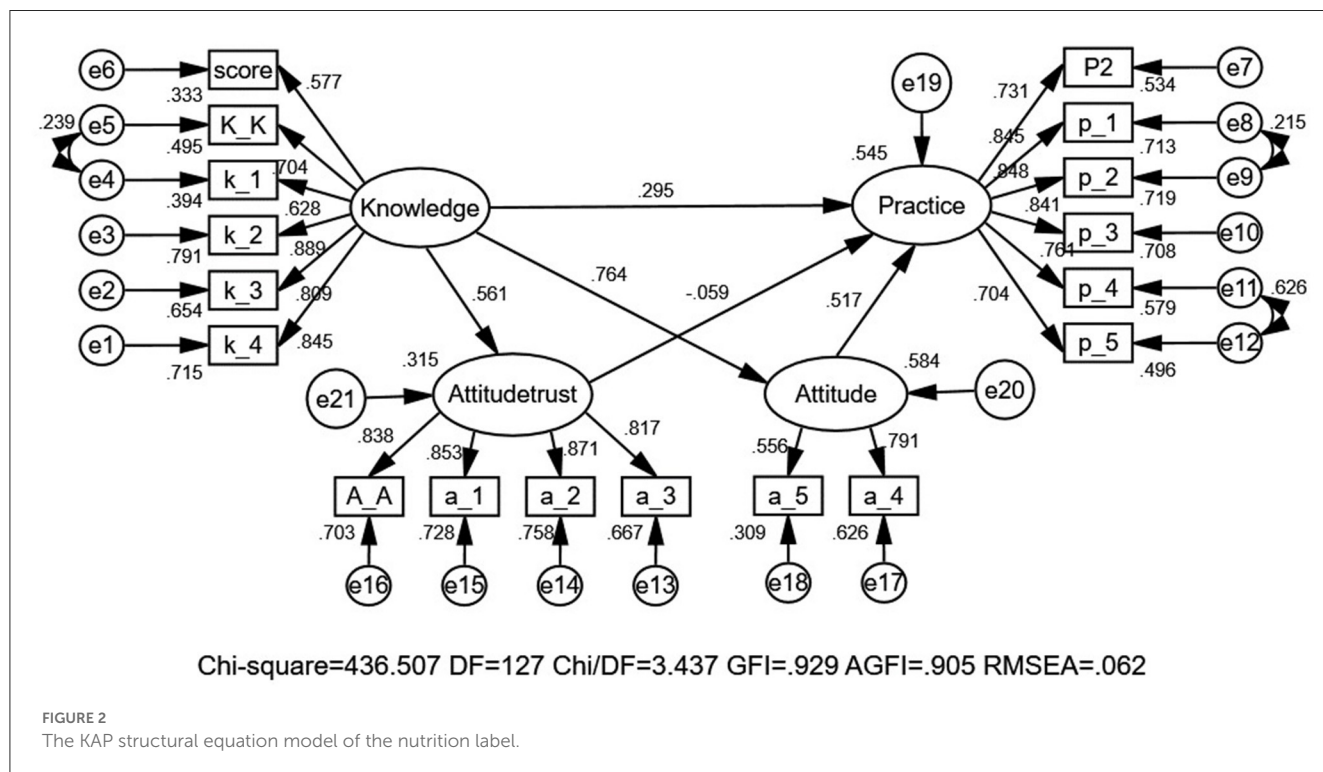 e6 score .577 e19 P2 e7
.333 .731 .534
.239 e5 K_K .845 p_1 e8 .215
.495 .704 .545 .848 .713
e4 k_1 p_2 e9
.394 .628 Knowledge .295 Practice .841 .719
e3 k_2 p_3 e10
.791 .889 .764 .761 .708
e2 k_3 .561 -.059 .517 p_4 e11 .626
.654 .809 .704 .579
e1 k_4 .845 p_5 e12
.715 .315 .584 .496
e21 Attitudetrust Attitude e20
.838 .853 .871 .817 .556 .791
A_A a_1 a_2 a_3 a_5 a_4
.703 .728 .758 .667 .309 .626
e16 e15 e14 e13 e18 e17
Chi-square=436.507 DF=127 Chi/DF=3.437 GFI=.929 AGFI=.905 RMSEA=.062
FIGURE 2
The KAP structural equation model of the nutrition label.